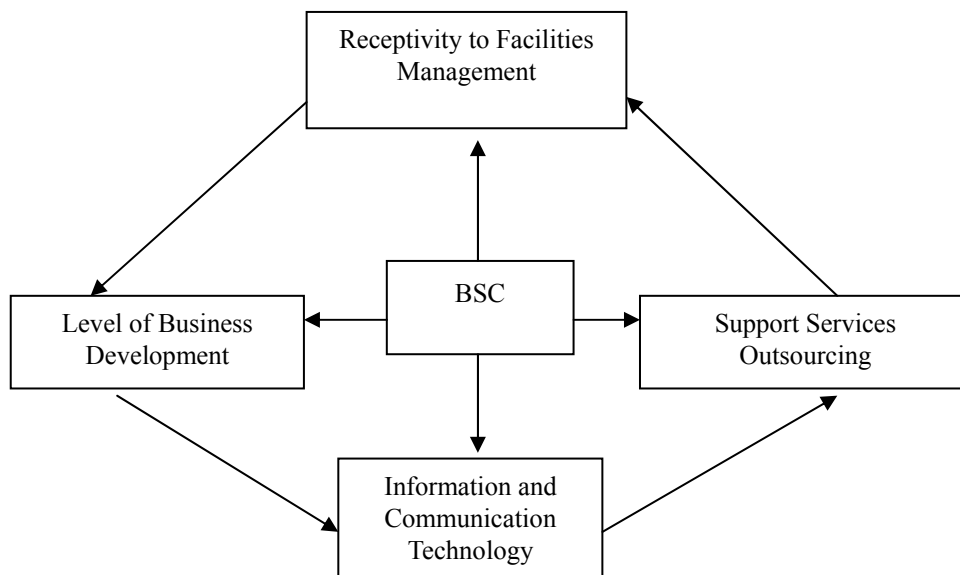 Receptivity to Facilities
Management
BSC
Level of Business
Development
Support Services
Outsourcing
Information and
Communication
Technology